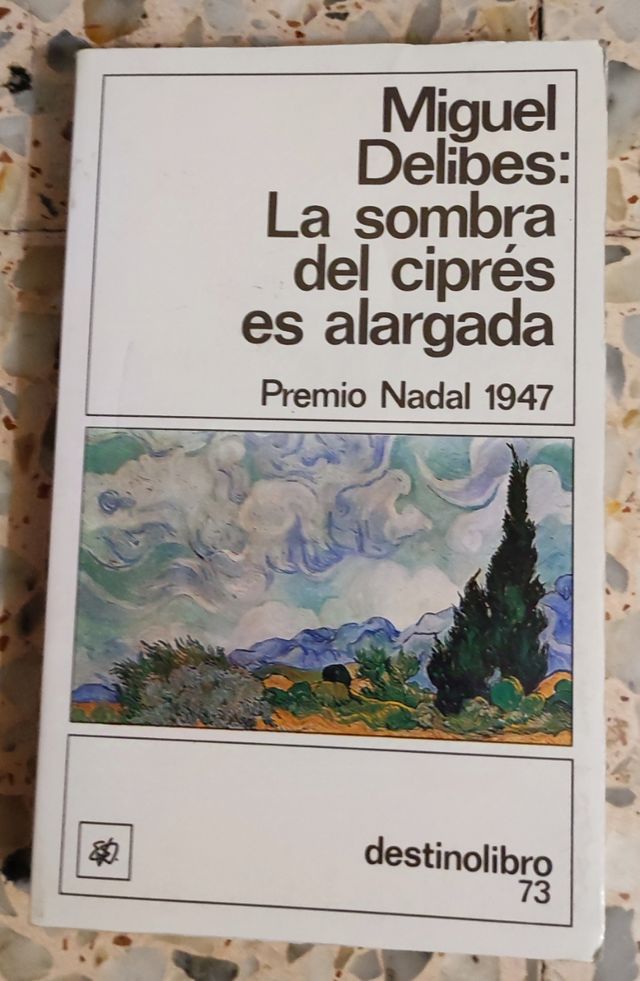 Miguel
Delibes:
La sombra
del ciprés
es alargada
Premio Nadal 1947
destinolibro
73